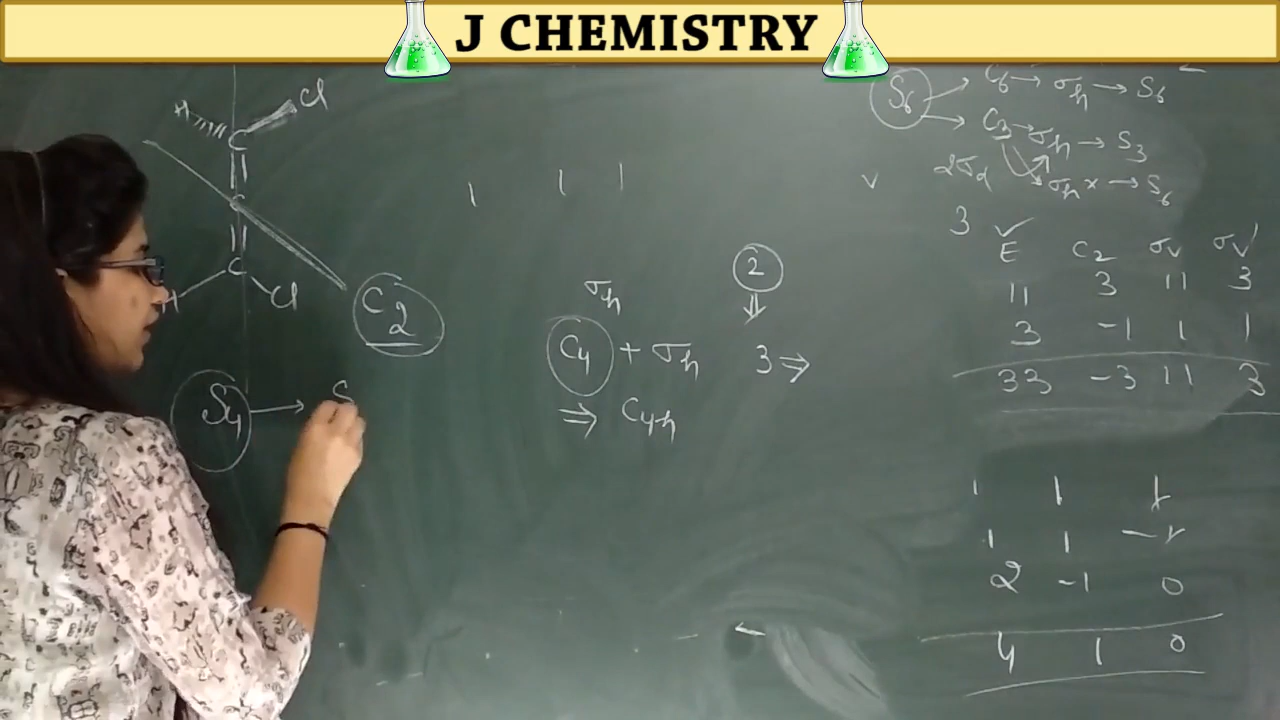 J CHEMISTRY
H Cl
C
C
C
H Cl
C₂
S₄ → S
| | |
σh
C₄ + σh
⇒ C₄h
2
⇓
3 ⇒
v
S₆ → C₆ → σh → S₆
→ C₃ → σh → S₃
2σd → σh × → S₆
3 ✓
E C₂ σv σv'
11 3 11 3
3 -1 1 1
33 -3 11 3
1 1 1
1 1 -1
2 -1 0
4 1 0